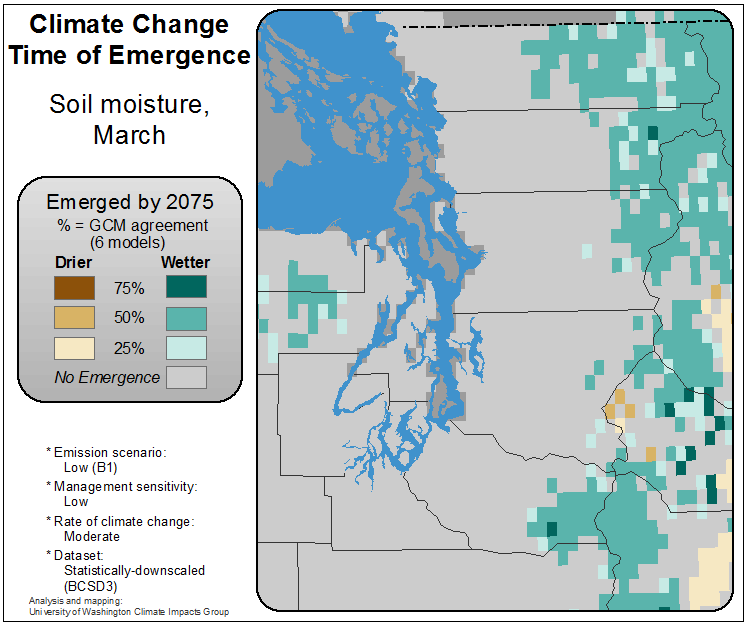 Climate Change
Time of Emergence
Soil moisture,
March
Emerged by 2075
% = GCM agreement
(6 models)
Drier Wetter
75%
50%
25%
No Emergence
* Emission scenario:
Low (B1)
* Management sensitivity:
Low
* Rate of climate change:
Moderate
* Dataset:
Statistically-downscaled
(BCSD3)
Analysis and mapping:
University of Washington Climate Impacts Group